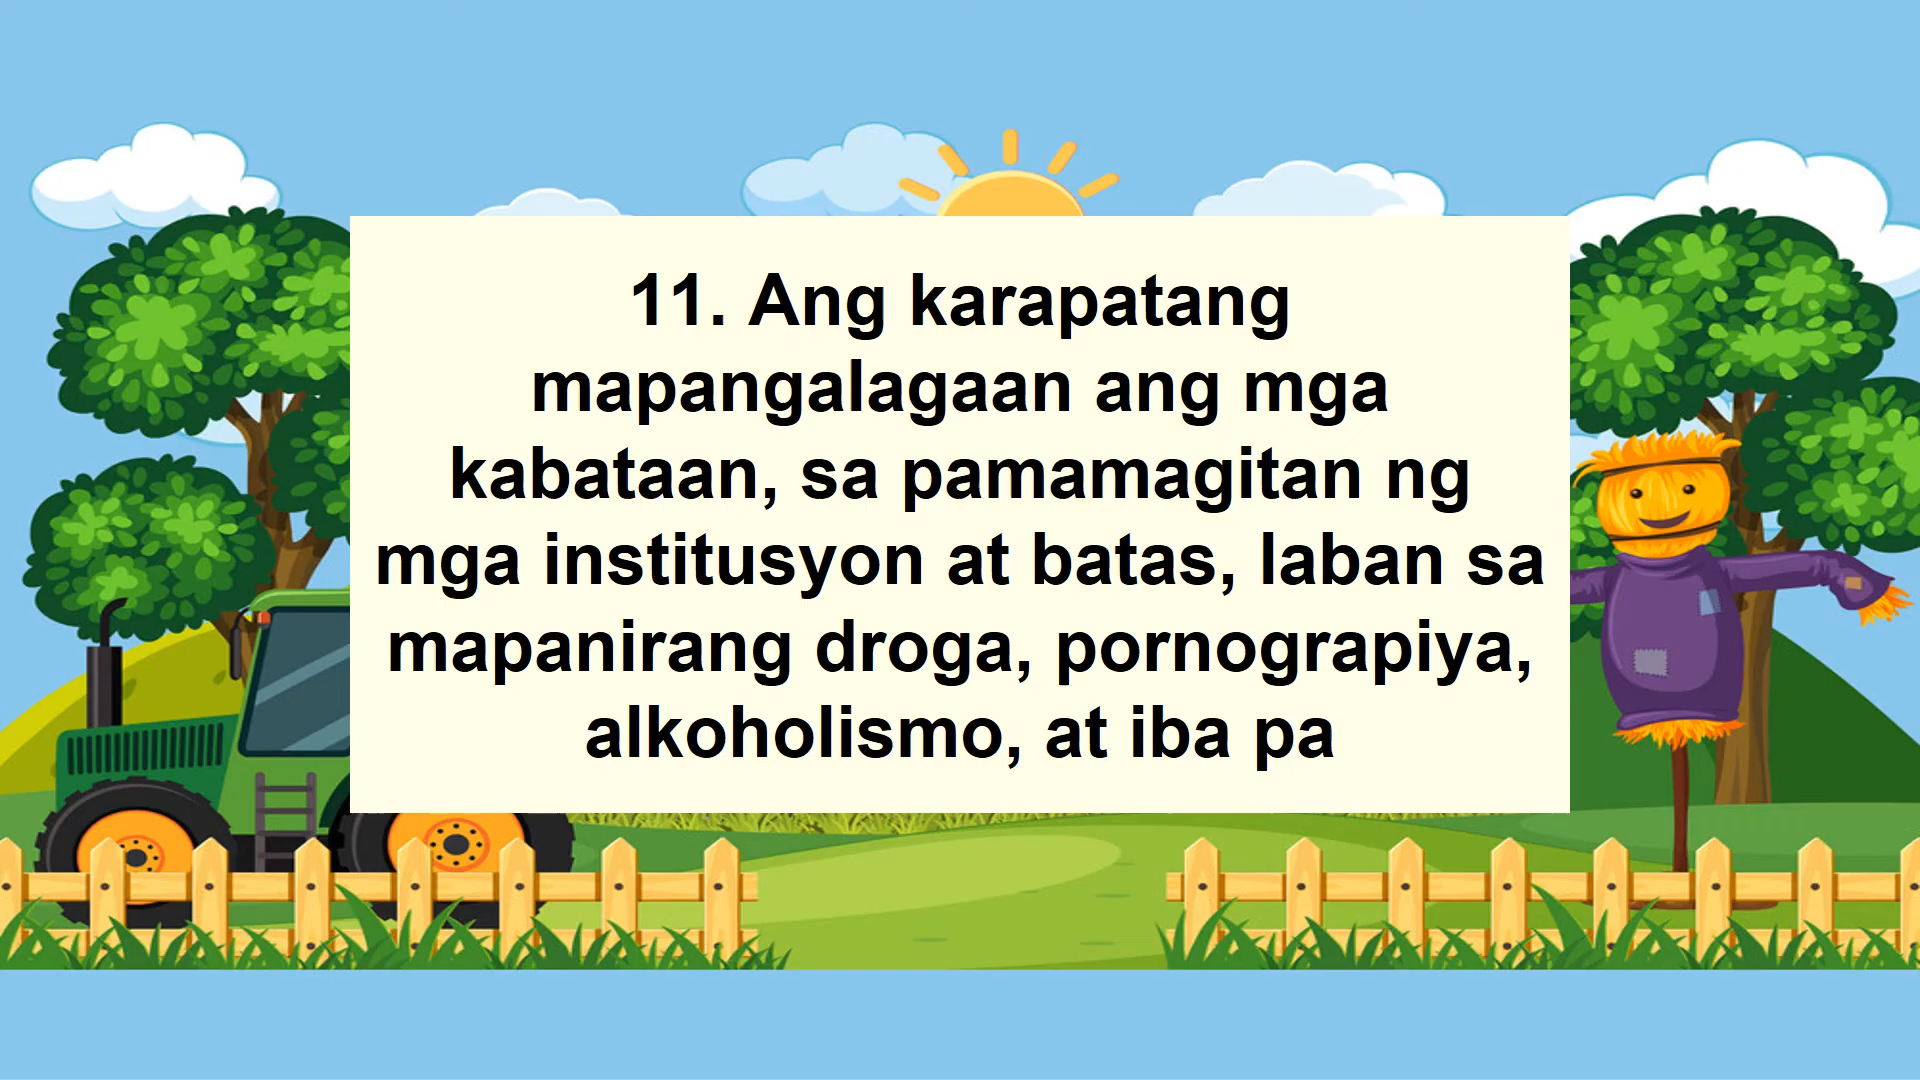 11. Ang karapatang
mapangalagaan ang mga
kabataan, sa pamamagitan ng
mga institusyon at batas, laban sa
mapanirang droga, pornograpiya,
alkoholismo, at iba pa